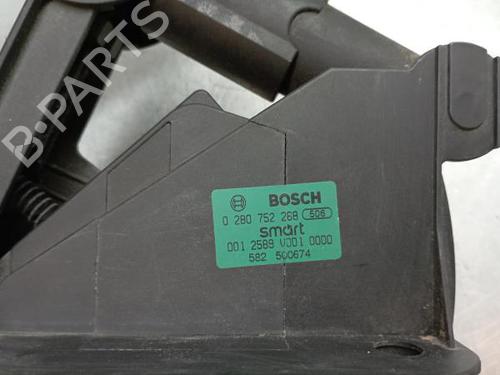 B-PARTS
BOSCH
0 280 752 268 506
smart
001 2589 V001 0000
582 500674